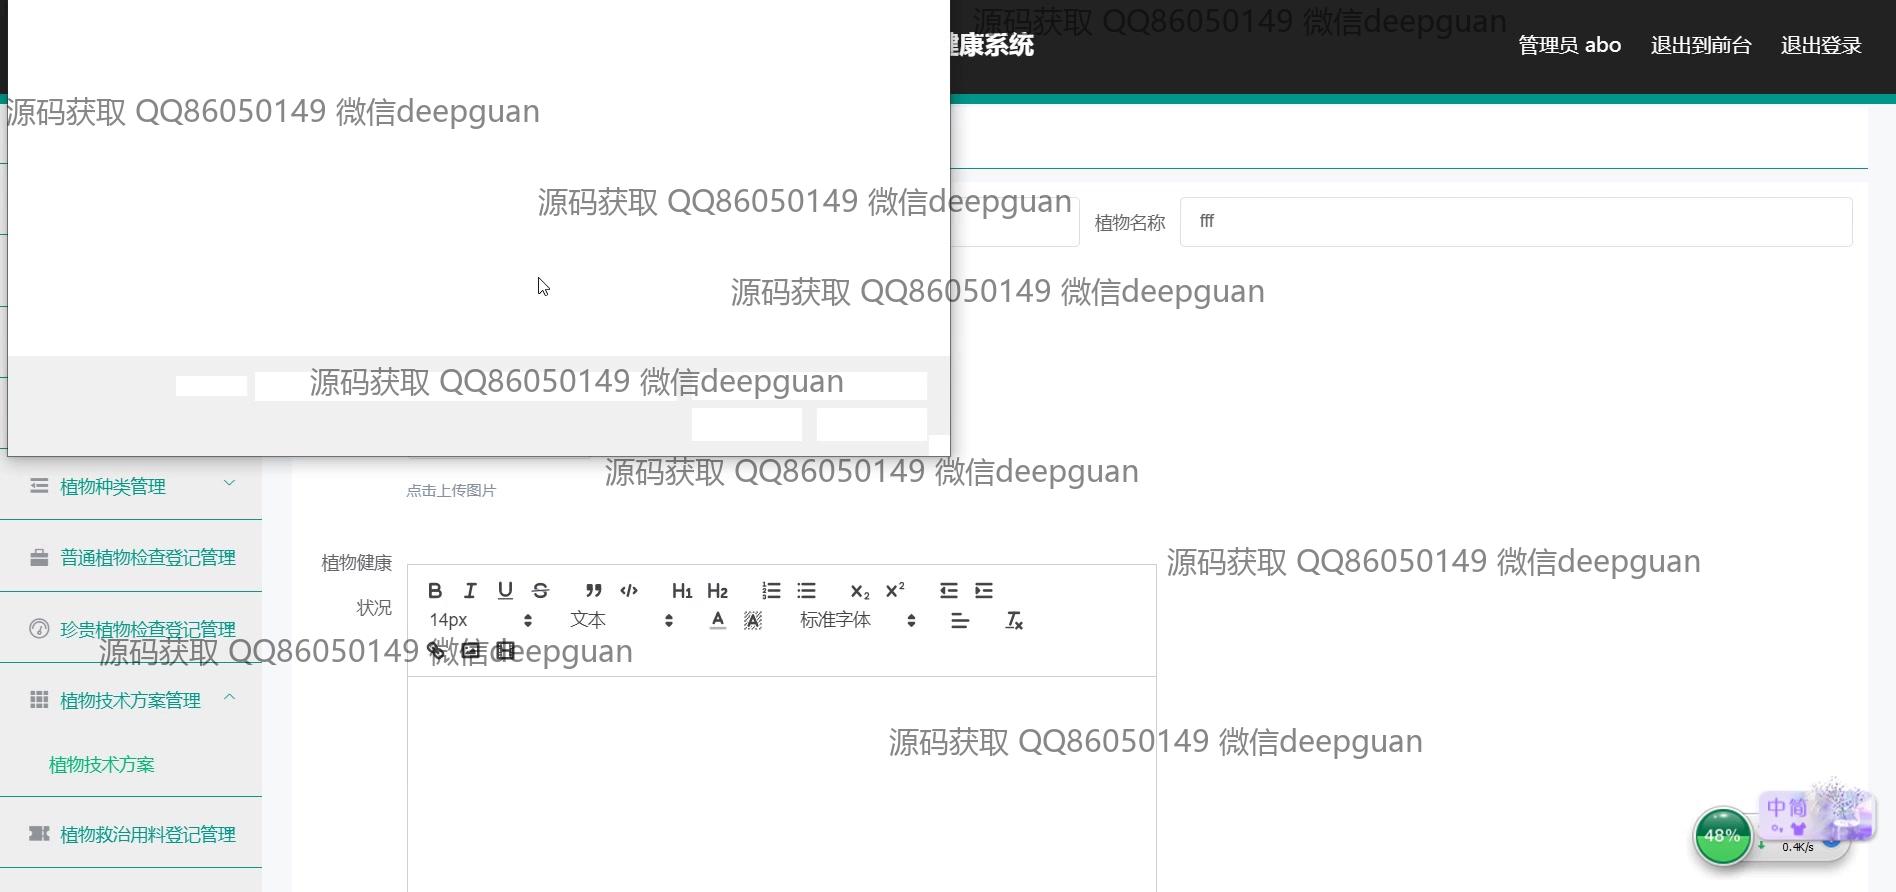 源码获取 QQ86050149 微信deepguan
健康系统
管理员 abo
退出到前台
退出登录
源码获取 QQ86050149 微信deepguan
源码获取 QQ86050149 微信deepguan
植物名称
fff
源码获取 QQ86050149 微信deepguan
源码获取 QQ86050149 微信deepguan
源码获取 QQ86050149 微信deepguan
植物种类管理
点击上传图片
普通植物检查登记管理
植物健康
状况
源码获取 QQ86050149 微信deepguan
B I U S H1 H2 x2 x2
14px 文本 A A 标准字体 Tx
珍贵植物检查登记管理
源码获取 QQ86050149 微信deepguan
植物技术方案管理
源码获取 QQ86050149 微信deepguan
植物技术方案
植物救治用料登记管理
中简
48%
0.4K/s